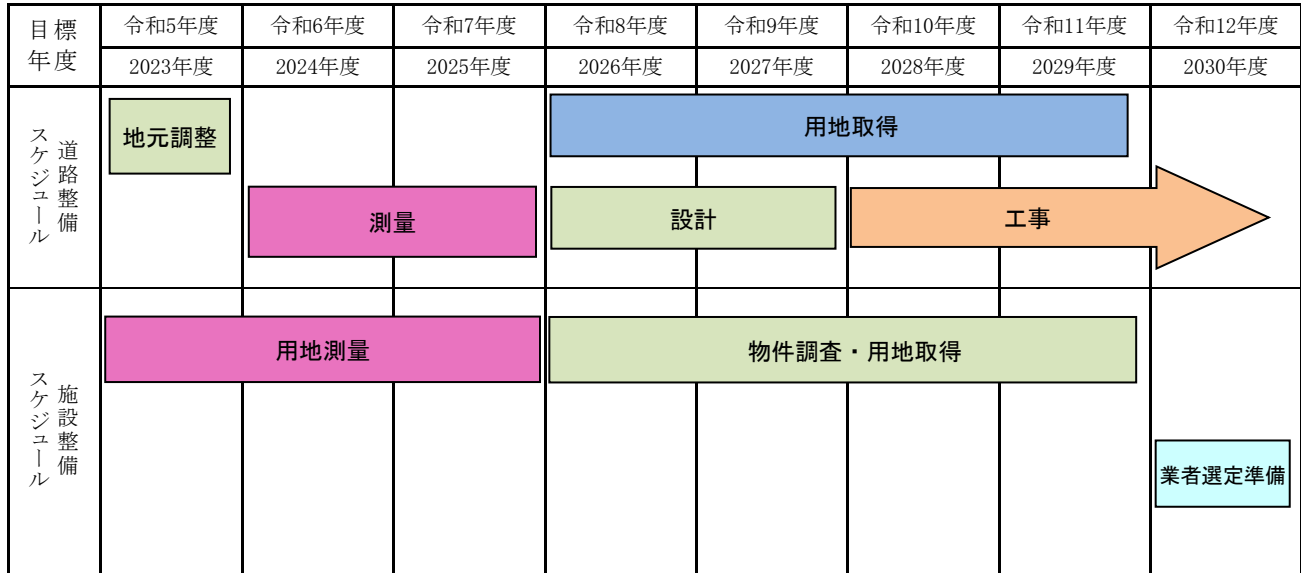 目標
年度
令和5年度 令和6年度 令和7年度 令和8年度 令和9年度 令和10年度 令和11年度 令和12年度
2023年度 2024年度 2025年度 2026年度 2027年度 2028年度 2029年度 2030年度
道路整備
スケジュール
地元調整
用地取得
測量
設計
工事
施設整備
スケジュール
用地測量
物件調査・用地取得
業者選定準備